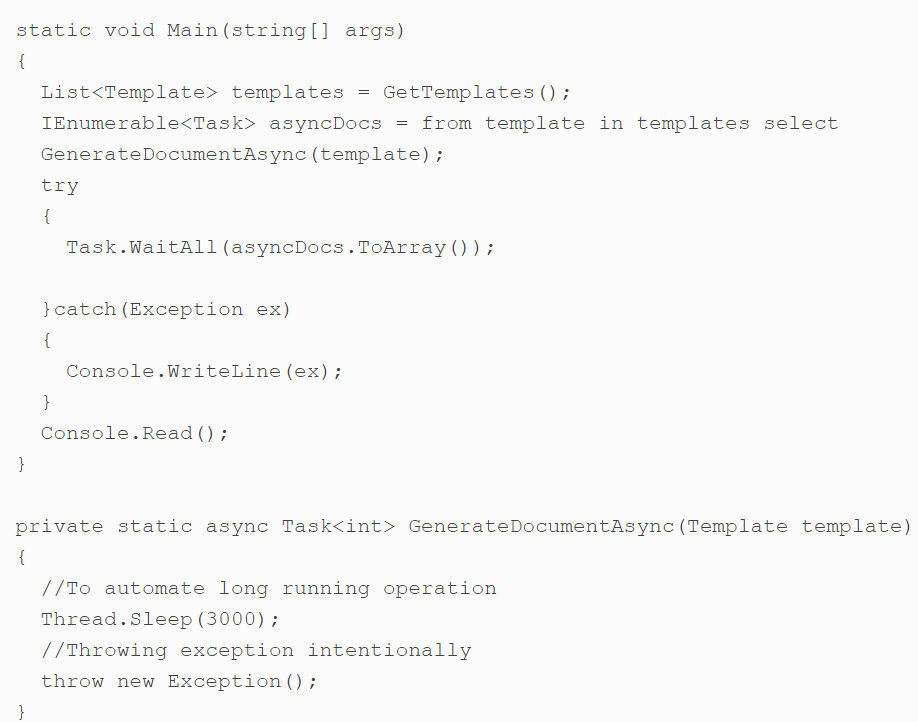 static void Main(string[] args)
{
List<Template> templates = GetTemplates();
IEnumerable<Task> asyncDocs = from template in templates select
GenerateDocumentAsync(template);
try
{
Task.WaitAll(asyncDocs.ToArray());
}catch(Exception ex)
{
Console.WriteLine(ex);
}
Console.Read();
}
private static async Task<int> GenerateDocumentAsync(Template template)
{
//To automate long running operation
Thread.Sleep(3000);
//Throwing exception intentionally
throw new Exception();
}